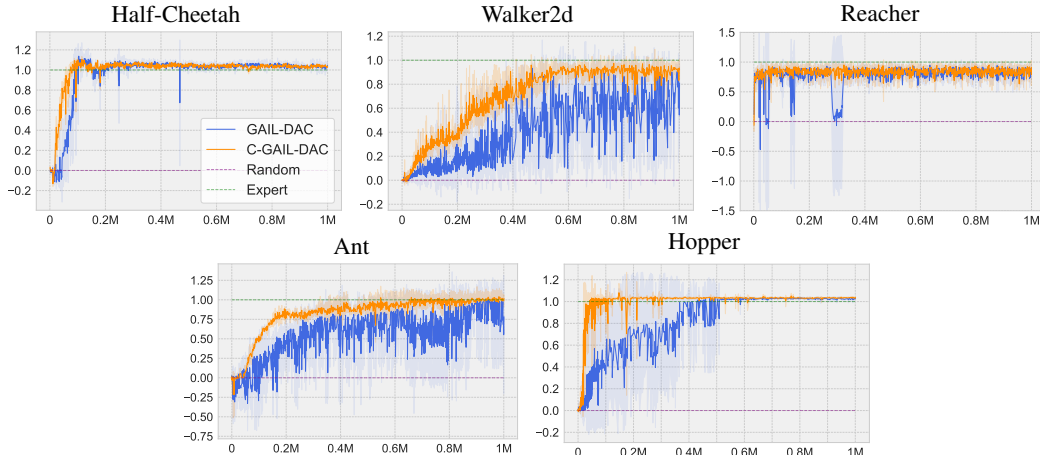 Half-Cheetah
Walker2d
Reacher
1.2
1.0
0.8
0.6
0.4
0.2
0.0
−0.2
0 0.2M 0.4M 0.6M 0.8M 1M
GAIL-DAC
C-GAIL-DAC
Random
Expert
1.2
1.0
0.8
0.6
0.4
0.2
0.0
−0.2
0 0.2M 0.4M 0.6M 0.8M 1M
1.5
1.0
0.5
0.0
−0.5
−1.0
−1.5
0 0.2M 0.4M 0.6M 0.8M 1M
Ant
Hopper
1.25
1.00
0.75
0.50
0.25
0.00
−0.25
−0.50
−0.75
0 0.2M 0.4M 0.6M 0.8M 1M
1.2
1.0
0.8
0.6
0.4
0.2
0.0
−0.2
0 0.2M 0.4M 0.6M 0.8M 1M